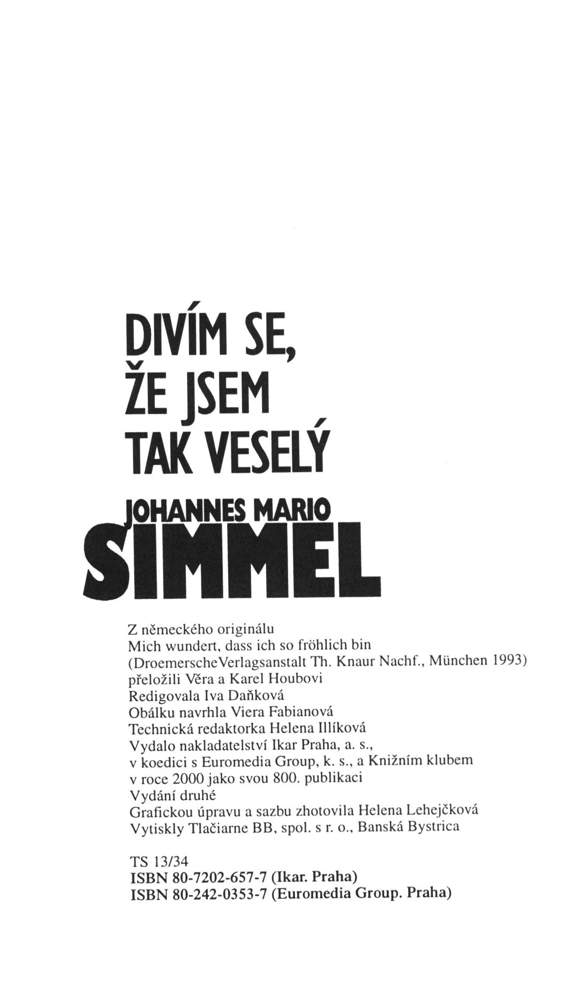 DIVÍM SE,
ŽE JSEM
TAK VESELÝ
JOHANNES MARIO
SIMMEL
Z německého originálu
Mich wundert, dass ich so fröhlich bin
(DroemerscheVerlagsanstalt Th. Knaur Nachf., München 1993)
přeložili Věra a Karel Houbovi
Redigovala Iva Daňková
Obálku navrhla Viera Fabianová
Technická redaktorka Helena Illíková
Vydalo nakladatelství Ikar Praha, a. s.,
v koedici s Euromedia Group, k. s., a Knižním klubem
v roce 2000 jako svou 800. publikaci
Vydání druhé
Grafickou úpravu a sazbu zhotovila Helena Lehejčková
Vytiskly Tlačiarne BB, spol. s r. o., Banská Bystrica
TS 13/34
ISBN 80-7202-657-7 (Ikar. Praha)
ISBN 80-242-0353-7 (Euromedia Group. Praha)